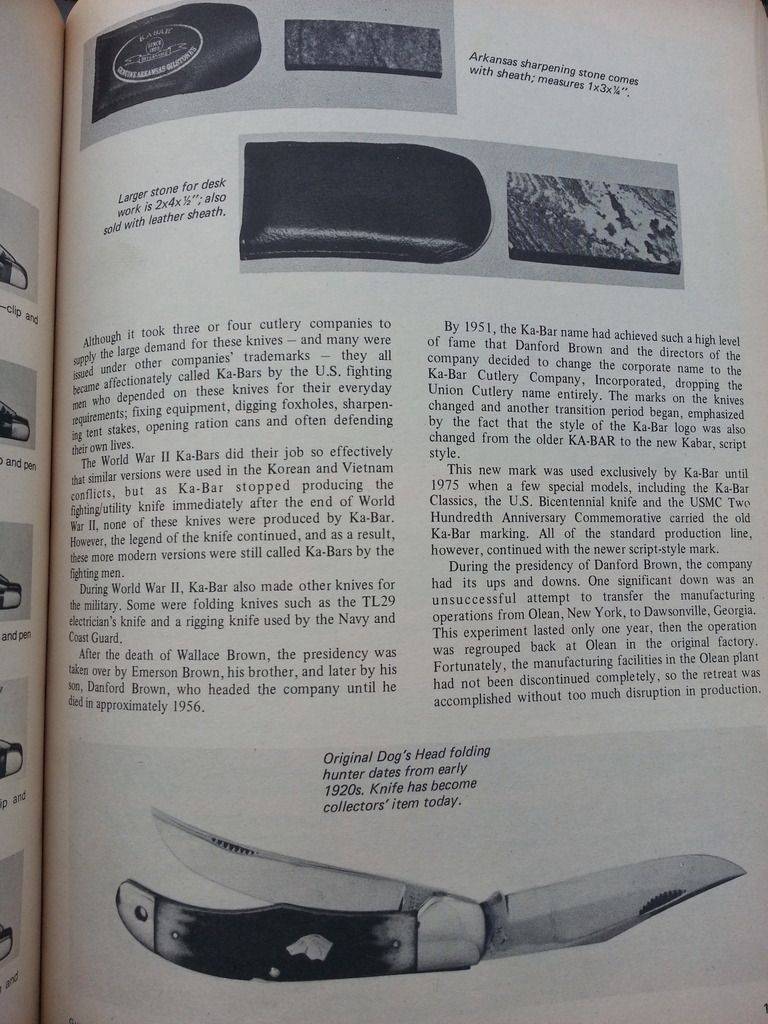 KA-BAR
SINCE
GENUINE ARKANSAS OILSTONES
Arkansas sharpening stone comes
with sheath; measures 1x3x¼".
Larger stone for desk
work is 2x4x½"; also
sold with leather sheath.
—clip and
and pen
and pen
ip and
and
Although it took three or four cutlery companies to
supply the large demand for these knives — and many were
issued under other companies' trademarks — they all
became affectionately called Ka-Bars by the U.S. fighting
men who depended on these knives for their everyday
requirements; fixing equipment, digging foxholes, sharpen-
ing tent stakes, opening ration cans and often defending
their own lives.
The World War II Ka-Bars did their job so effectively
that similar versions were used in the Korean and Vietnam
conflicts, but as Ka-Bar stopped producing the
fighting/utility knife immediately after the end of World
War II, none of these knives were produced by Ka-Bar.
However, the legend of the knife continued, and as a result,
these more modern versions were still called Ka-Bars by the
fighting men.
During World War II, Ka-Bar also made other knives for
the military. Some were folding knives such as the TL29
electrician's knife and a rigging knife used by the Navy and
Coast Guard.
After the death of Wallace Brown, the presidency was
taken over by Emerson Brown, his brother, and later by his
son, Danford Brown, who headed the company until he
died in approximately 1956.
By 1951, the Ka-Bar name had achieved such a high level
of fame that Danford Brown and the directors of the
company decided to change the corporate name to the
Ka-Bar Cutlery Company, Incorporated, dropping the
Union Cutlery name entirely. The marks on the knives
changed and another transition period began, emphasized
by the fact that the style of the Ka-Bar logo was also
changed from the older KA-BAR to the new Kabar, script
style.
This new mark was used exclusively by Ka-Bar until
1975 when a few special models, including the Ka-Bar
Classics, the U.S. Bicentennial knife and the USMC Two
Hundredth Anniversary Commemorative carried the old
Ka-Bar marking. All of the standard production line,
however, continued with the newer script-style mark.
During the presidency of Danford Brown, the company
had its ups and downs. One significant down was an
unsuccessful attempt to transfer the manufacturing
operations from Olean, New York, to Dawsonville, Georgia.
This experiment lasted only one year, then the operation
was regrouped back at Olean in the original factory.
Fortunately, the manufacturing facilities in the Olean plant
had not been discontinued completely, so the retreat was
accomplished without too much disruption in production.
Original Dog's Head folding
hunter dates from early
1920s. Knife has become
collectors' item today.